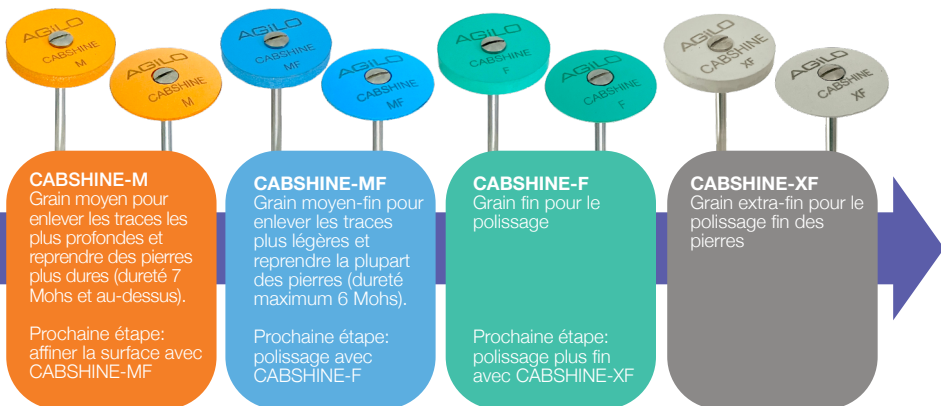 AGILO
CABSHINE
M
CABSHINE
M
AGILO
CABSHINE
MF
AGILO
CABSHINE
MF
AGILO
CABSHINE
F
CABSHINE
F
AGILO
CABSHINE
XF
AGILO
CABSHINE
XF
CABSHINE-M
Grain moyen pour
enlever les traces les
plus profondes et
reprendre des pierres
plus dures (dureté 7
Mohs et au-dessus).
Prochaine étape:
affiner la surface avec
CABSHINE-MF
CABSHINE-MF
Grain moyen-fin pour
enlever les traces
plus légères et
reprendre la plupart
des pierres (dureté
maximum 6 Mohs).
Prochaine étape:
polissage avec
CABSHINE-F
CABSHINE-F
Grain fin pour le
polissage
Prochaine étape:
polissage plus fin
avec CABSHINE-XF
CABSHINE-XF
Grain extra-fin pour le
polissage fin des
pierres